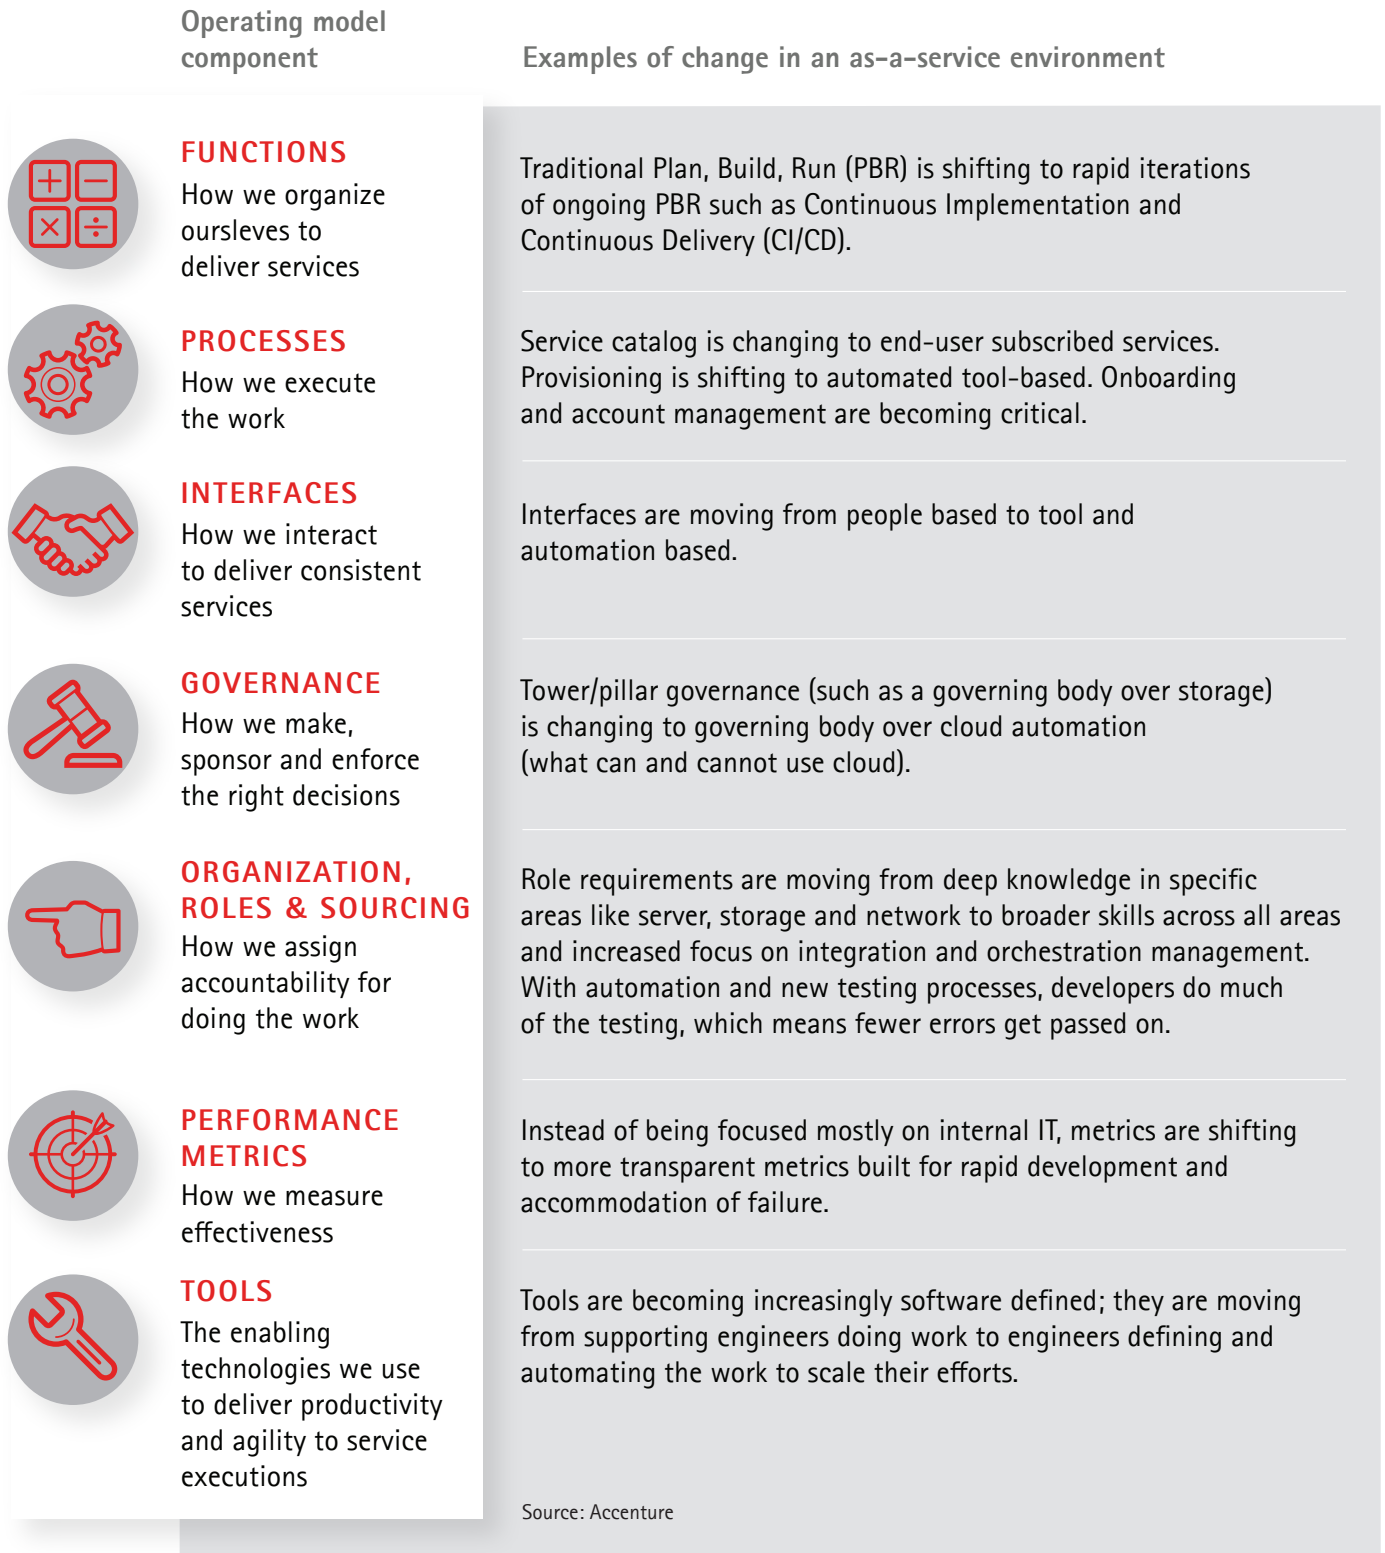 Operating model
component
Examples of change in an as-a-service environment
FUNCTIONS
How we organize
oursleves to
deliver services
Traditional Plan, Build, Run (PBR) is shifting to rapid iterations
of ongoing PBR such as Continuous Implementation and
Continuous Delivery (CI/CD).
PROCESSES
How we execute
the work
Service catalog is changing to end-user subscribed services.
Provisioning is shifting to automated tool-based. Onboarding
and account management are becoming critical.
INTERFACES
How we interact
to deliver consistent
services
Interfaces are moving from people based to tool and
automation based.
GOVERNANCE
How we make,
sponsor and enforce
the right decisions
Tower/pillar governance (such as a governing body over storage)
is changing to governing body over cloud automation
(what can and cannot use cloud).
ORGANIZATION,
ROLES & SOURCING
How we assign
accountability for
doing the work
Role requirements are moving from deep knowledge in specific
areas like server, storage and network to broader skills across all areas
and increased focus on integration and orchestration management.
With automation and new testing processes, developers do much
of the testing, which means fewer errors get passed on.
PERFORMANCE
METRICS
How we measure
effectiveness
Instead of being focused mostly on internal IT, metrics are shifting
to more transparent metrics built for rapid development and
accommodation of failure.
TOOLS
The enabling
technologies we use
to deliver productivity
and agility to service
executions
Tools are becoming increasingly software defined; they are moving
from supporting engineers doing work to engineers defining and
automating the work to scale their efforts.
Source: Accenture